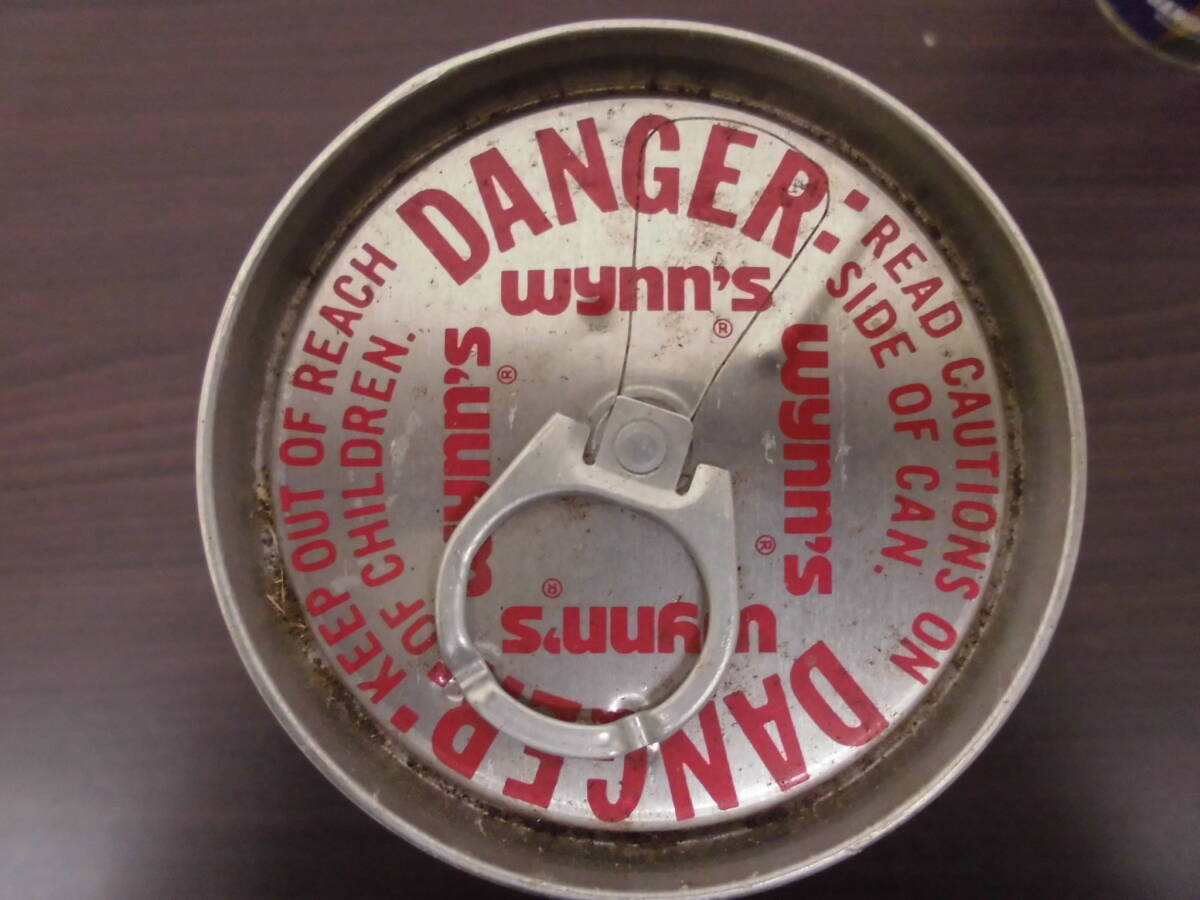 DANGER:
READ CAUTIONS ON
SIDE OF CAN.
DANGER:
KEEP OUT OF REACH
OF CHILDREN.
wynn's®
wynn's®
wynn's®
wynn's®